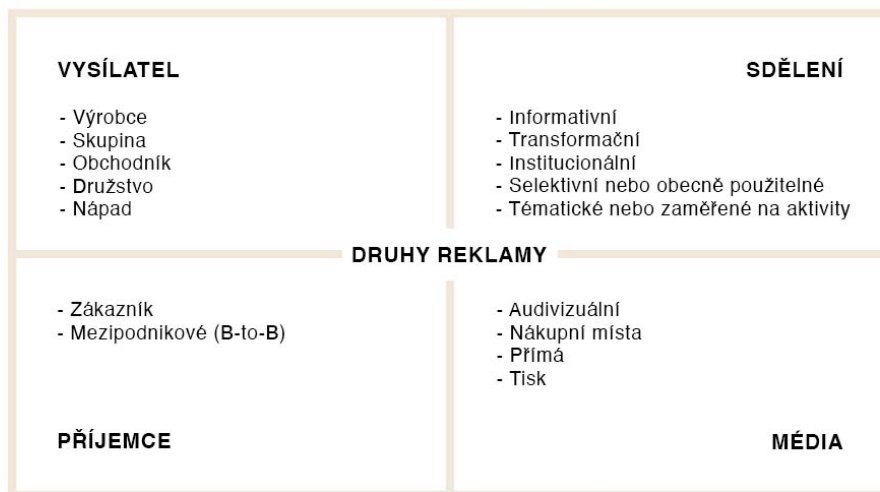 VYSÍLATEL
- Výrobce
- Skupina
- Obchodník
- Družstvo
- Nápad
SDĚLENÍ
- Informativní
- Transformační
- Institucionální
- Selektivní nebo obecně použitelné
- Tématické nebo zaměřené na aktivity
DRUHY REKLAMY
- Zákazník
- Mezipodnikové (B-to-B)
PŘÍJEMCE
- Audivizuální
- Nákupní místa
- Přímá
- Tisk
MÉDIA